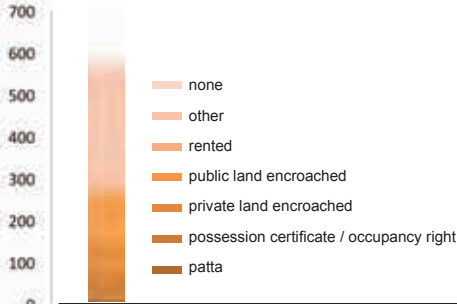 700
600
500
400
300
200
100
0
none
other
rented
public land encroached
private land encroached
possession certificate / occupancy right
patta